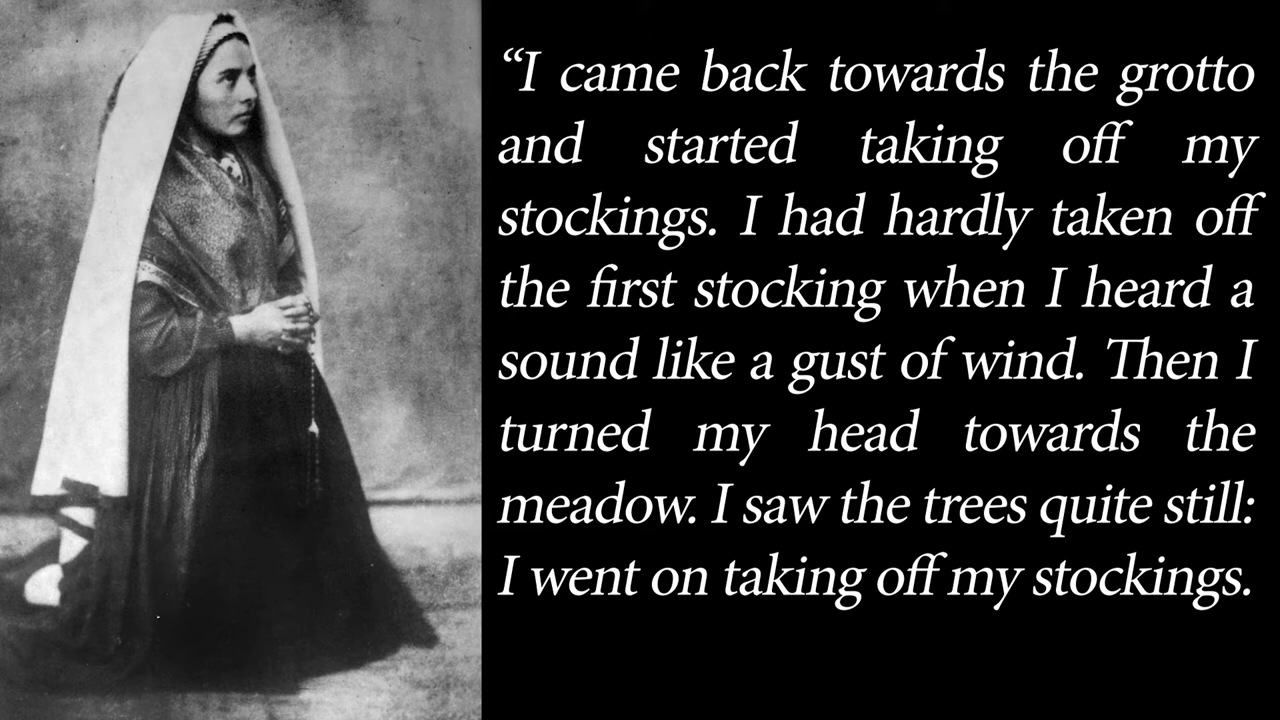 “I came back towards the grotto
and started taking off my
stockings. I had hardly taken off
the first stocking when I heard a
sound like a gust of wind. Then I
turned my head towards the
meadow. I saw the trees quite still:
I went on taking off my stockings.